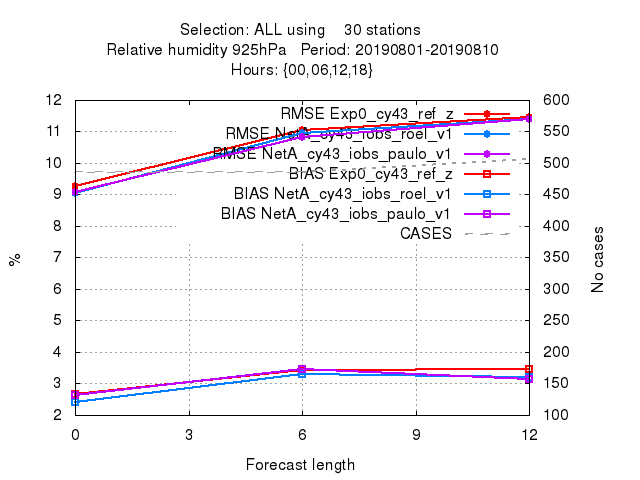 Selection: ALL using 30 stations
Relative humidity 925hPa Period: 20190801-20190810
Hours: {00,06,12,18}
RMSE Exp0_cy43_ref_z
RMSE NetA_cy43_iobs_roel_v1
RMSE NetA_cy43_iobs_paulo_v1
BIAS Exp0_cy43_ref_z
BIAS NetA_cy43_iobs_roel_v1
BIAS NetA_cy43_iobs_paulo_v1
CASES
12
11
10
9
8
7
6
5
4
3
2
%
600
550
500
450
400
350
300
250
200
150
100
No cases
0 3 6 9 12
Forecast length